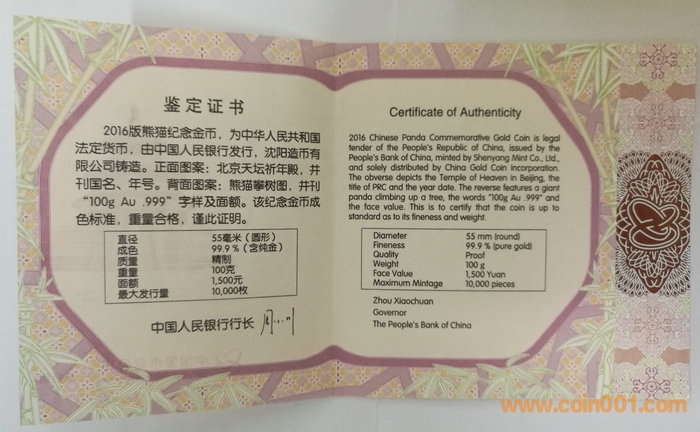 鉴定证书
2016版熊猫纪念金币，为中华人民共和国
法定货币，由中国人民银行发行，沈阳造币有
限公司铸造。正面图案：北京天坛祈年殿，并
刊国名、年号。背面图案：熊猫攀树图，并刊
“100g Au .999”字样及面额。该纪念金币成
色标准，重量合格，谨此证明。
直径 55毫米（圆形）
成色 99.9％（含纯金）
质量 精制
重量 100克
面额 1,500元
最大发行量 10,000枚
中国人民银行行长
Certificate of Authenticity
2016 Chinese Panda Commemorative Gold Coin is legal
tender of the People's Republic of China, issued by the
People's Bank of China, minted by Shenyang Mint Co., Ltd.,
and solely distributed by China Gold Coin Incorporation.
The obverse depicts the Temple of Heaven in Beijing, the
title of PRC and the year date. The reverse features a giant
panda climbing up a tree, the words "100g Au .999" and
the face value. This is to certify that the coin is up to
standard as to its fineness and weight.
Diameter 55 mm (round)
Fineness 99.9 % (pure gold)
Quality Proof
Weight 100 g
Face Value 1,500 Yuan
Maximum Mintage 10,000 pieces
Zhou Xiaochuan
Governor
The People's Bank of China
www.coin001.com